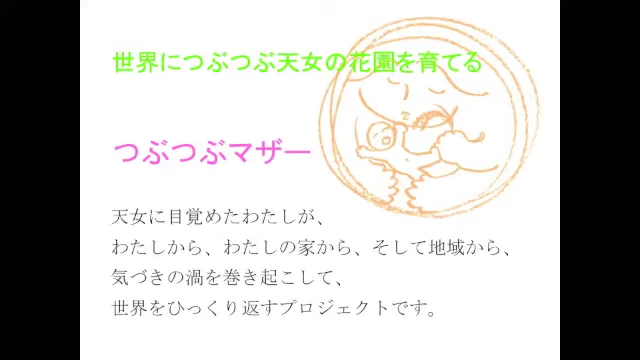 世界につぶつぶ天女の花園を育てる
つぶつぶマザー
天女に目覚めたわたしが、
わたしから、わたしの家から、そして地域から、
気づきの渦を巻き起こして、
世界をひっくり返すプロジェクトです。